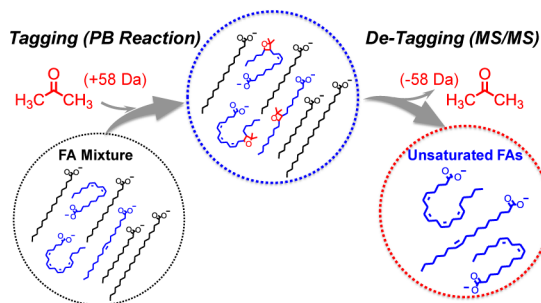 Tagging (PB Reaction)
De-Tagging (MS/MS)
O
(+58 Da)
H₃C CH₃
(-58 Da)
O
H₃C CH₃
FA Mixture
Unsaturated FAs